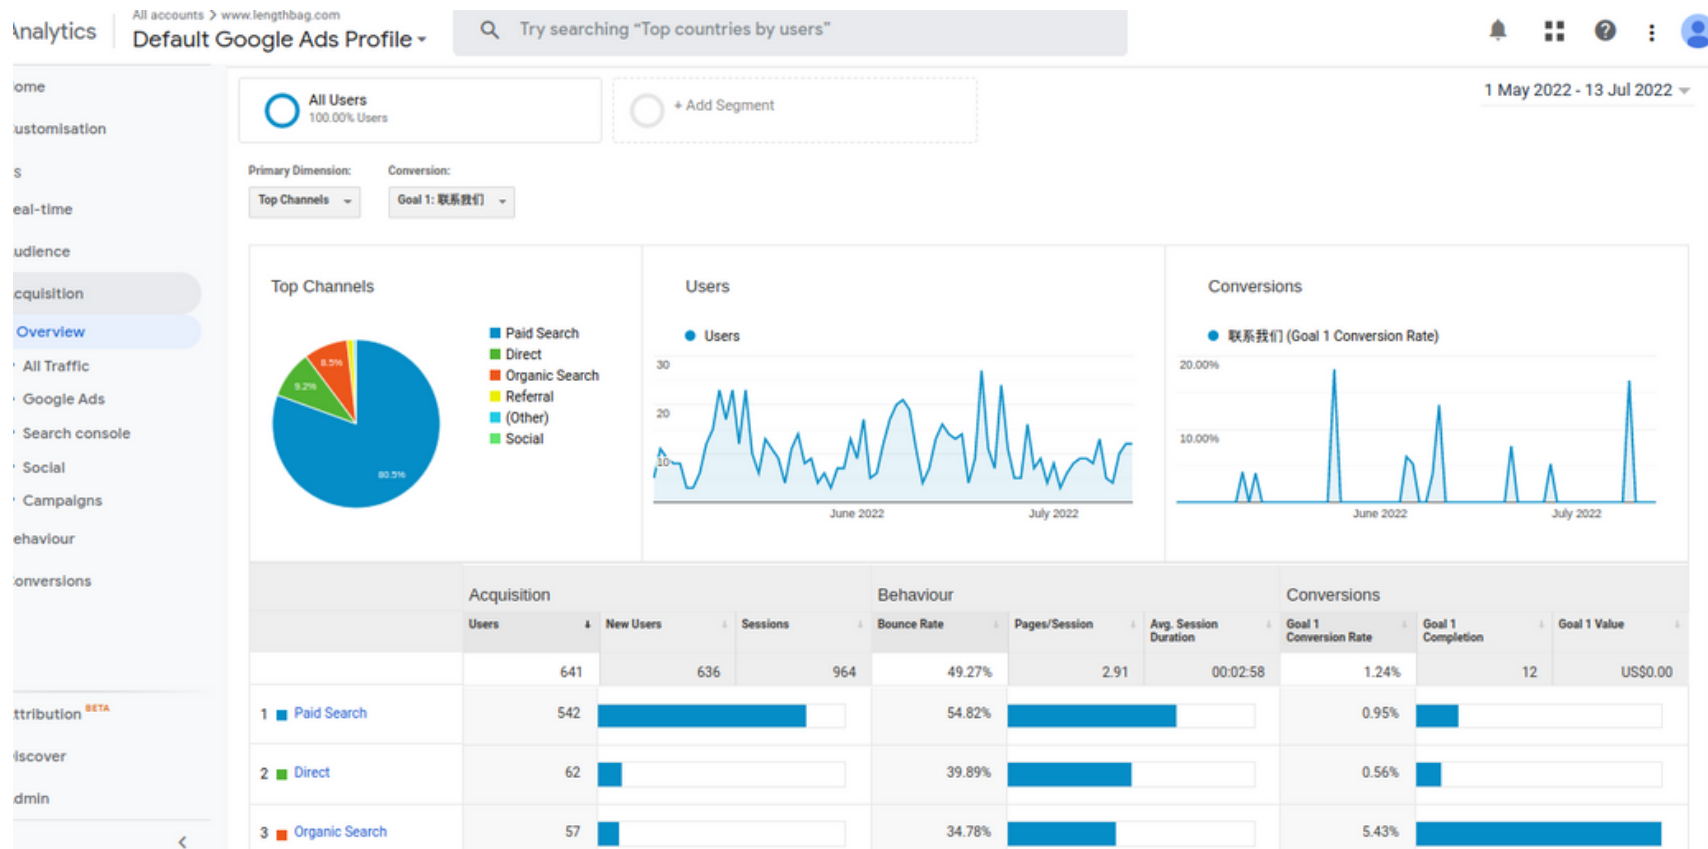 All accounts > www.lengthbag.com
Analytics
Default Google Ads Profile
Try searching “Top countries by users”
ome
ustomisation
s
eal-time
udience
cquisition
Overview
All Traffic
Google Ads
Search console
Social
Campaigns
ehaviour
onversions
ttribution BETA
iscover
dmin
All Users
100.00% Users
+ Add Segment
1 May 2022 - 13 Jul 2022
Primary Dimension: Conversion:
Top Channels Goal 1: 联系我们
Top Channels
Paid Search
Direct
Organic Search
Referral
(Other)
Social
8.5%
9.2%
80.5%
Users
Users
30
20
10
June 2022 July 2022
Conversions
联系我们 (Goal 1 Conversion Rate)
20.00%
10.00%
June 2022 July 2022
Acquisition Behaviour Conversions
Users New Users Sessions Bounce Rate Pages/Session Avg. Session Duration Goal 1 Conversion Rate Goal 1 Completion Goal 1 Value
641 636 964 49.27% 2.91 00:02:58 1.24% 12 US$0.00
1 Paid Search 542 54.82% 0.95%
2 Direct 62 39.89% 0.56%
3 Organic Search 57 34.78% 5.43%